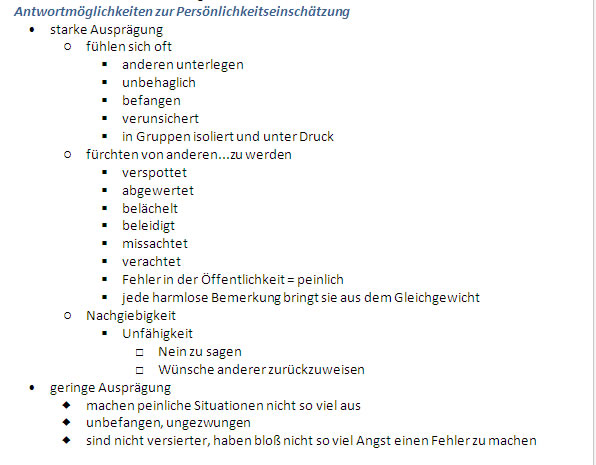 Antwortmöglichkeiten zur Persönlichkeitseinschätzung
• starke Ausprägung
o fühlen sich oft
▪ anderen unterlegen
▪ unbehaglich
▪ befangen
▪ verunsichert
▪ in Gruppen isoliert und unter Druck
o fürchten von anderen...zu werden
▪ verspottet
▪ abgewertet
▪ belächelt
▪ beleidigt
▪ missachtet
▪ verachtet
▪ Fehler in der Öffentlichkeit = peinlich
▪ jede harmlose Bemerkung bringt sie aus dem Gleichgewicht
o Nachgiebigkeit
▪ Unfähigkeit
□ Nein zu sagen
□ Wünsche anderer zurückzuweisen
• geringe Ausprägung
◆ machen peinliche Situationen nicht so viel aus
◆ unbefangen, ungezwungen
◆ sind nicht versierter, haben bloß nicht so viel Angst einen Fehler zu machen